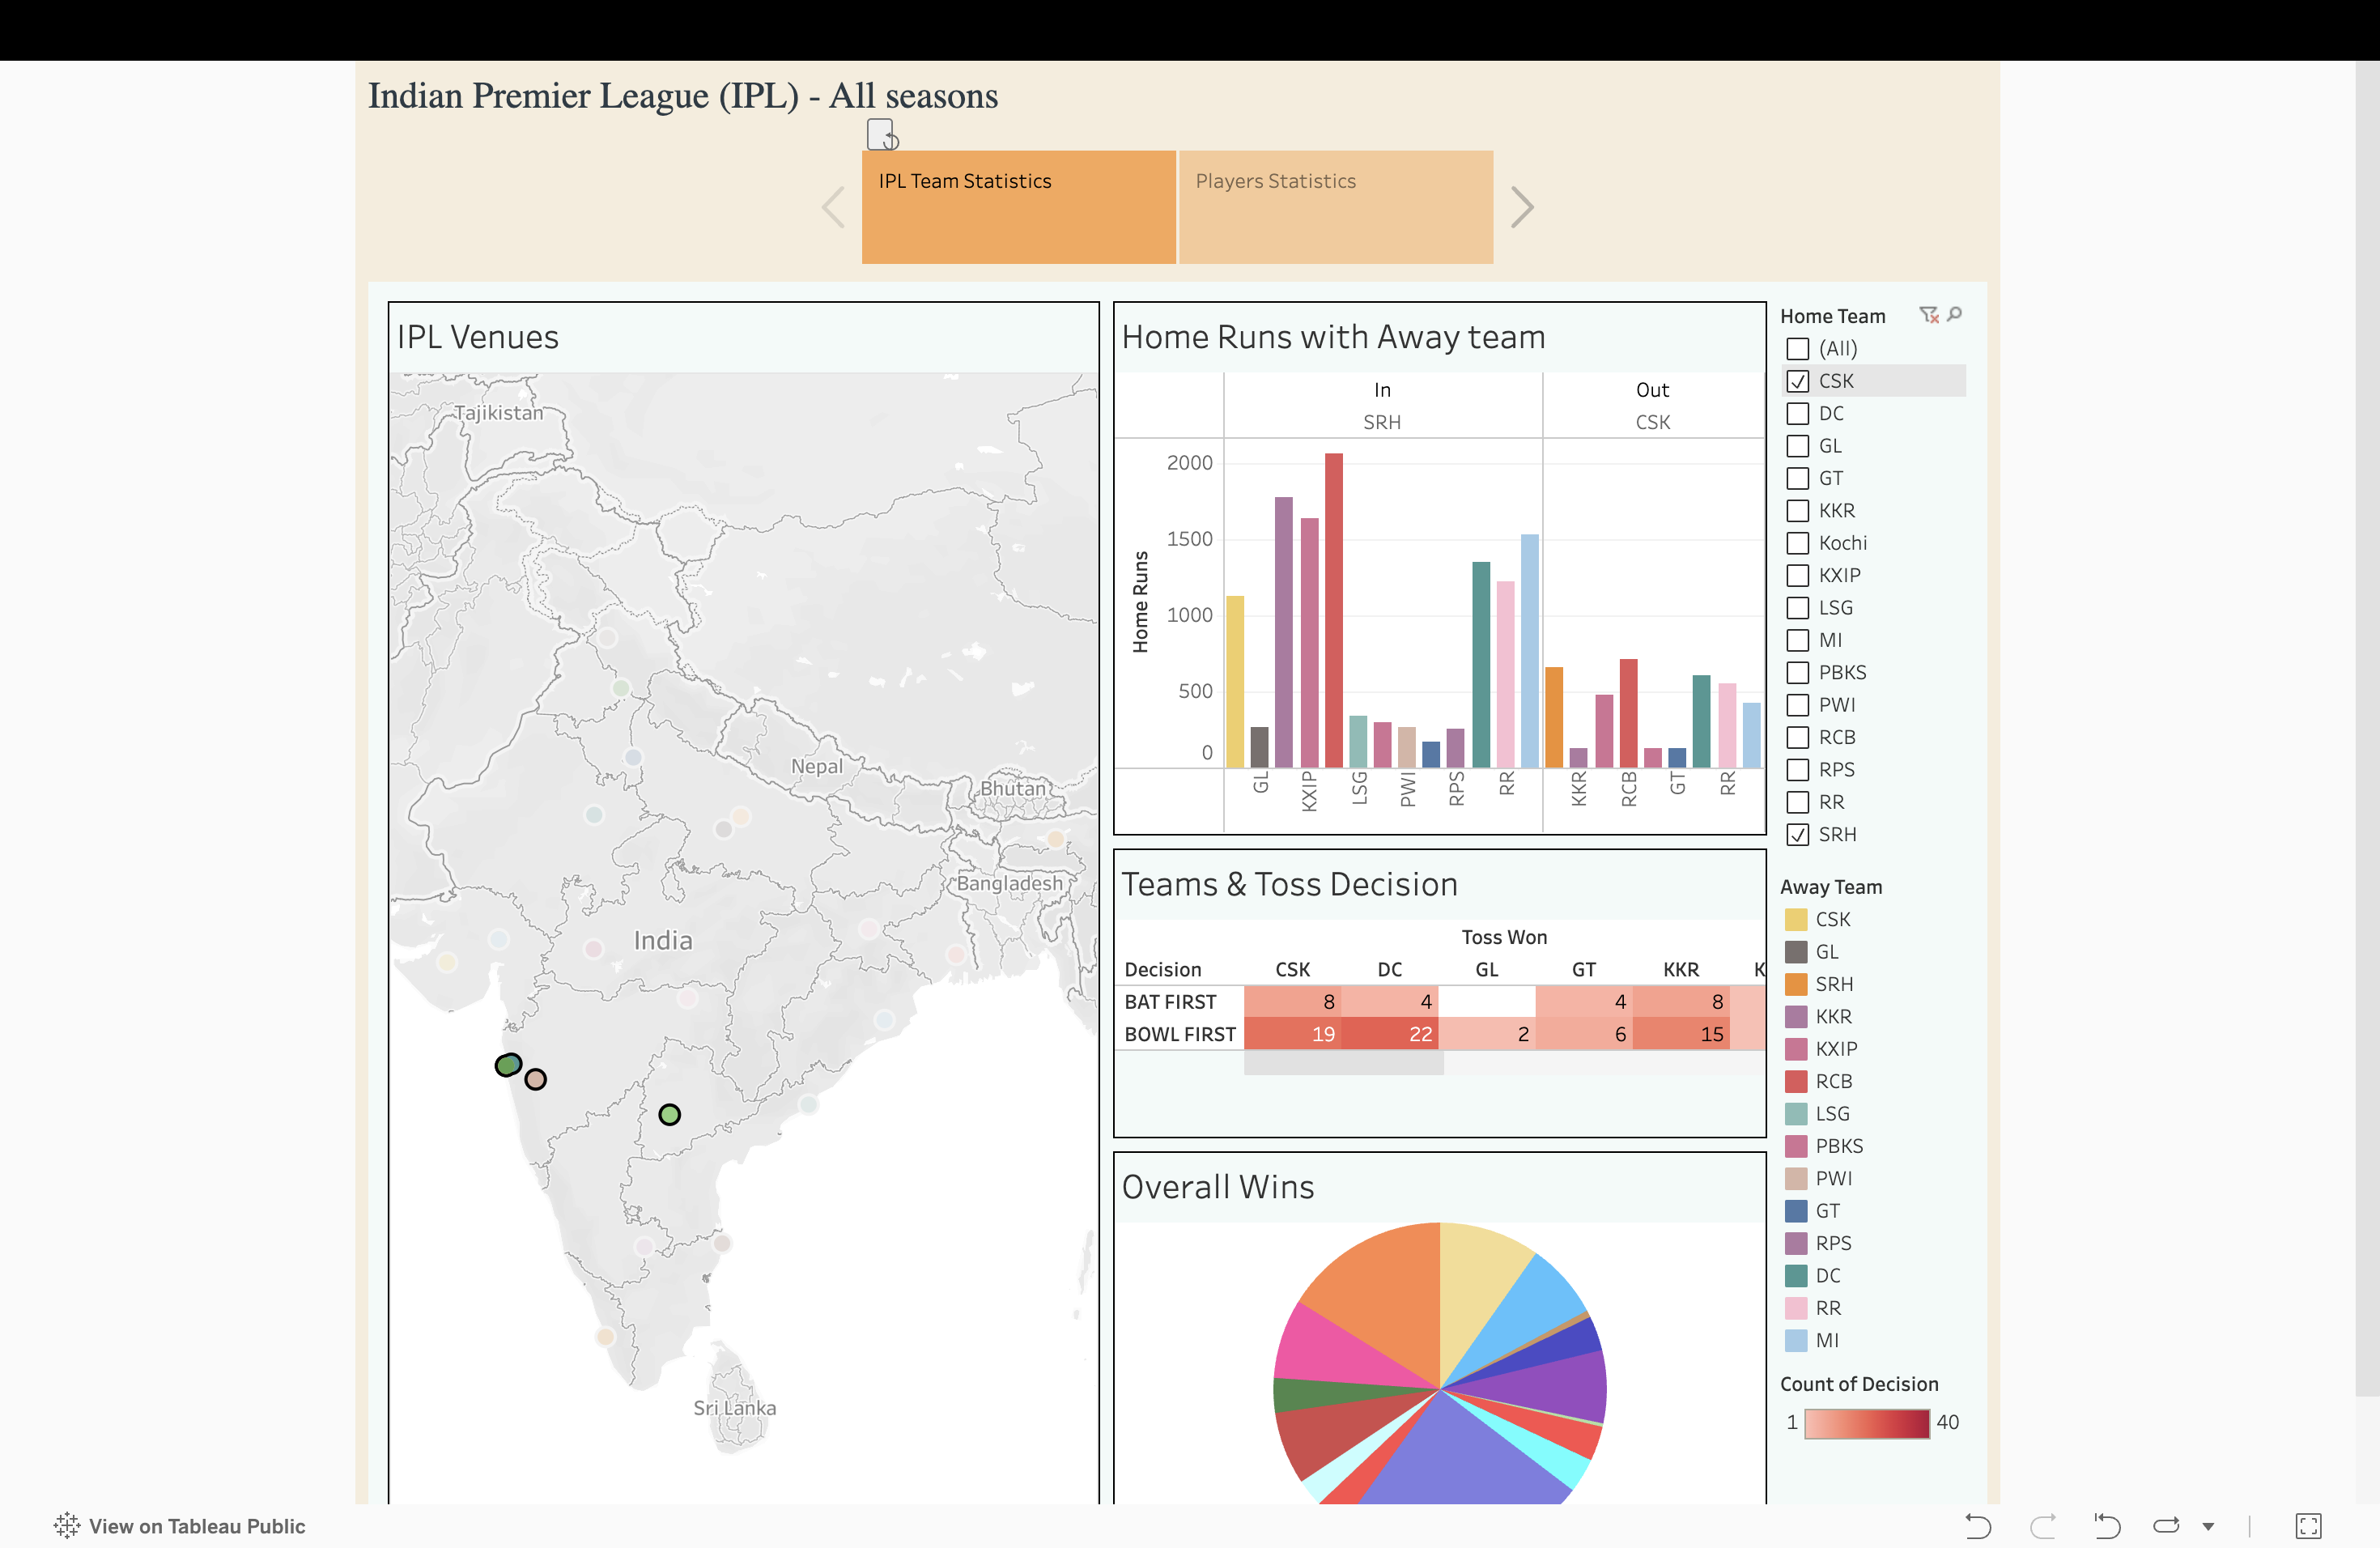 Indian Premier League (IPL) - All seasons
IPL Team Statistics
Players Statistics
IPL Venues
Tajikistan
Nepal
Bhutan
Bangladesh
India
Sri Lanka
Home Runs with Away team
In
Out
SRH
CSK
Home Runs
2000
1500
1000
500
0
GL
KXIP
LSG
PWI
RPS
RR
KKR
RCB
GT
RR
Teams & Toss Decision
Toss Won
Decision CSK DC GL GT KKR K
BAT FIRST 8 4 4 8
BOWL FIRST 19 22 2 6 15
Overall Wins
Home Team
(All)
CSK
DC
GL
GT
KKR
Kochi
KXIP
LSG
MI
PBKS
PWI
RCB
RPS
RR
SRH
Away Team
CSK
GL
SRH
KKR
KXIP
RCB
LSG
PBKS
PWI
GT
RPS
DC
RR
MI
Count of Decision
1 40
View on Tableau Public